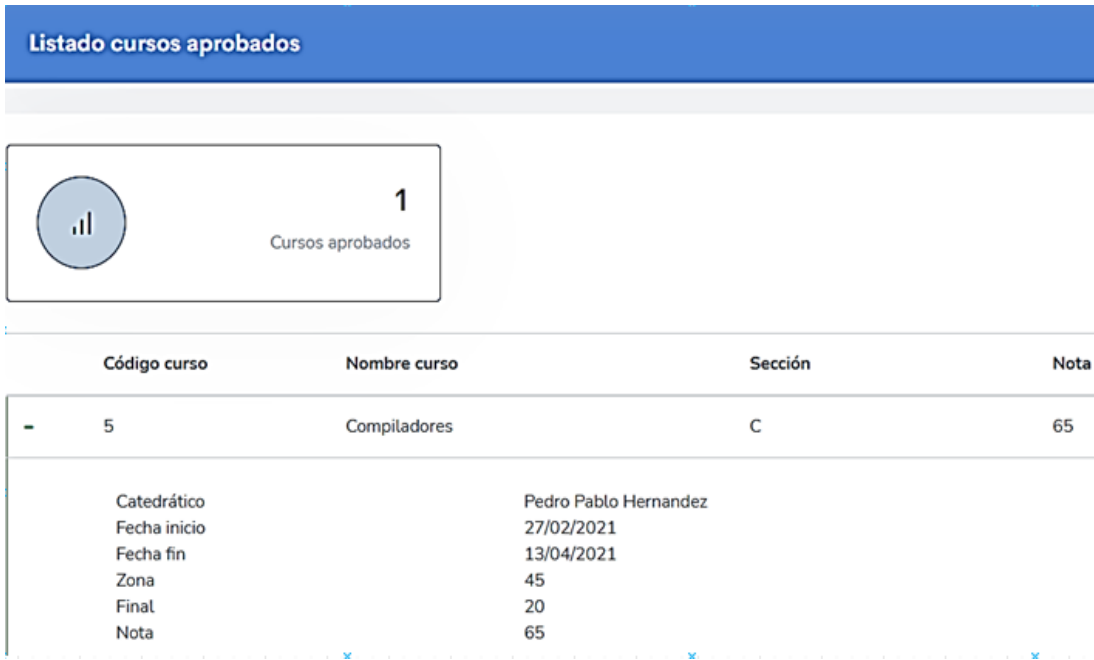 Listado cursos aprobados
1
Cursos aprobados
Código curso Nombre curso Sección Nota
- 5 Compiladores C 65
Catedrático Pedro Pablo Hernandez
Fecha inicio 27/02/2021
Fecha fin 13/04/2021
Zona 45
Final 20
Nota 65